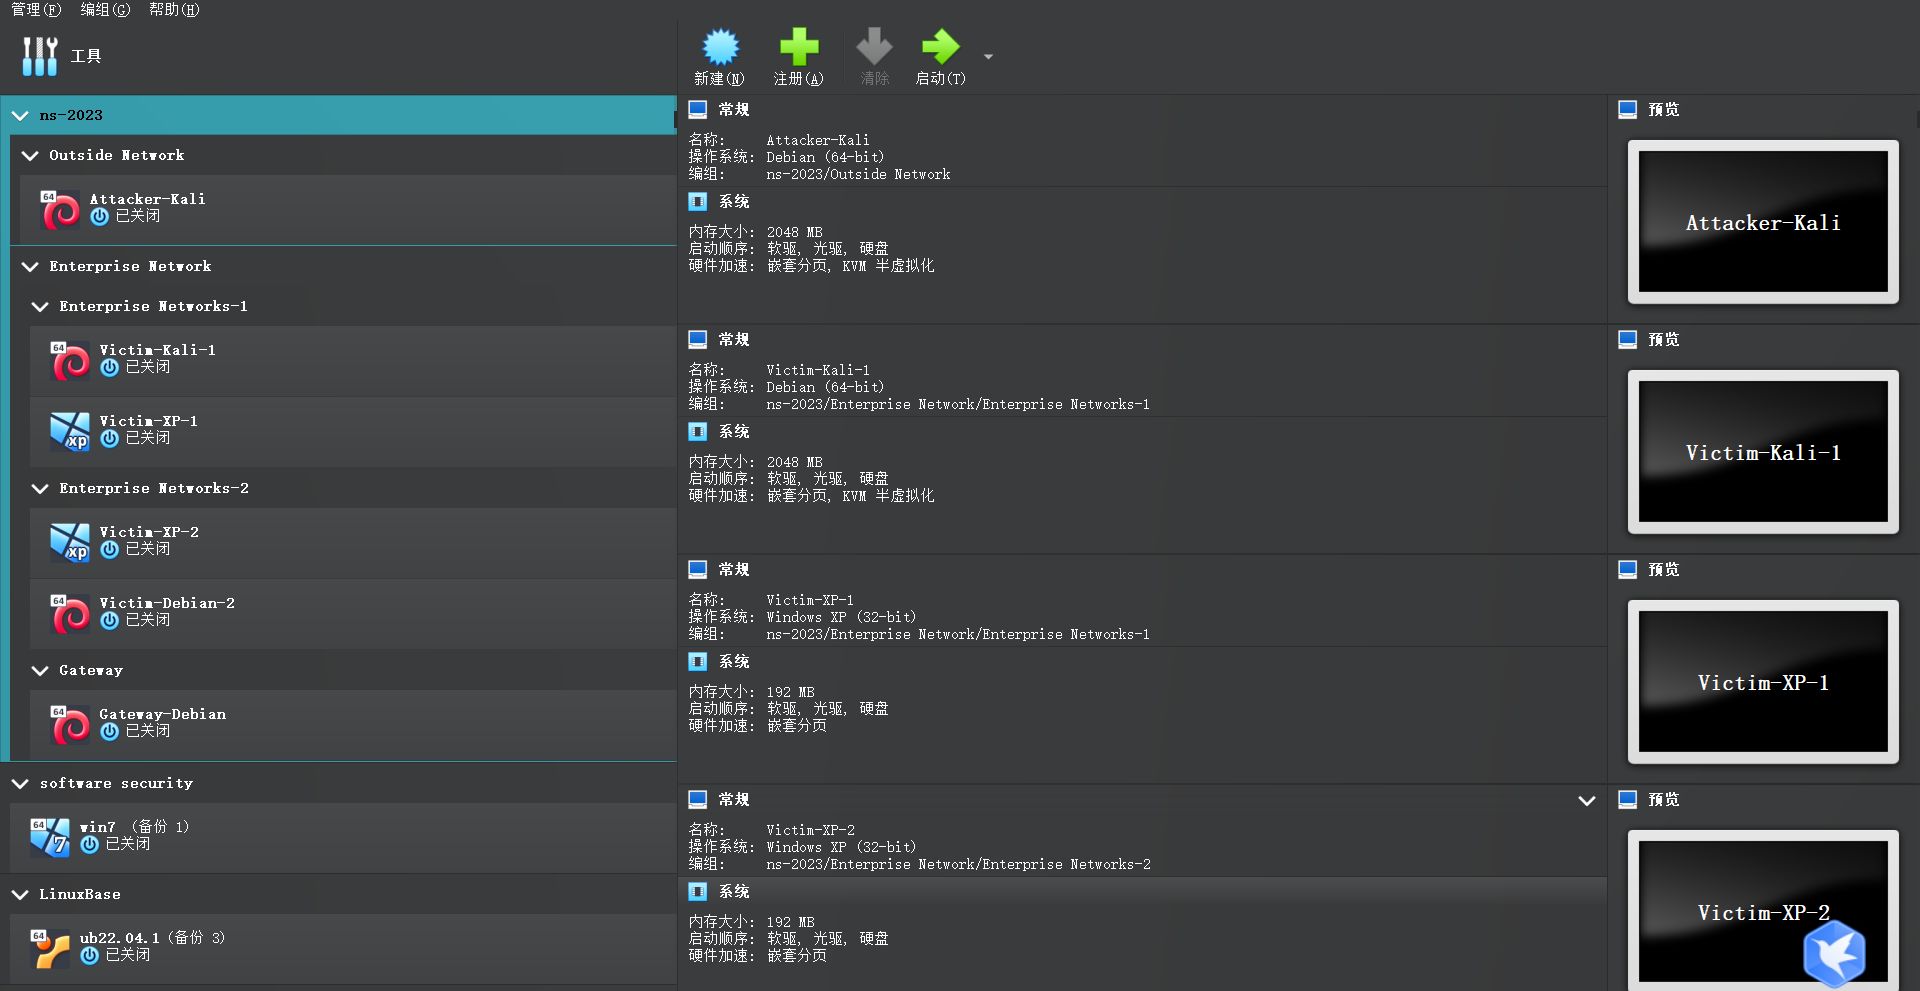 管理(F) 编组(G) 帮助(H)
工具
ns-2023
Outside Network
64
Attacker-Kali
已关闭
Enterprise Network
Enterprise Networks-1
64
Victim-Kali-1
已关闭
xp
Victim-XP-1
已关闭
Enterprise Networks-2
xp
Victim-XP-2
已关闭
64
Victim-Debian-2
已关闭
Gateway
64
Gateway-Debian
已关闭
software security
64
7
win7 （备份 1）
已关闭
LinuxBase
64
ub22.04.1（备份 3）
已关闭
新建(N) 注册(A) 清除 启动(T)
常规
名称: Attacker-Kali
操作系统: Debian (64-bit)
编组: ns-2023/Outside Network
系统
内存大小: 2048 MB
启动顺序: 软驱, 光驱, 硬盘
硬件加速: 嵌套分页, KVM 半虚拟化
预览
Attacker-Kali
常规
名称: Victim-Kali-1
操作系统: Debian (64-bit)
编组: ns-2023/Enterprise Network/Enterprise Networks-1
系统
内存大小: 2048 MB
启动顺序: 软驱, 光驱, 硬盘
硬件加速: 嵌套分页, KVM 半虚拟化
预览
Victim-Kali-1
常规
名称: Victim-XP-1
操作系统: Windows XP (32-bit)
编组: ns-2023/Enterprise Network/Enterprise Networks-1
系统
内存大小: 192 MB
启动顺序: 软驱, 光驱, 硬盘
硬件加速: 嵌套分页
预览
Victim-XP-1
常规
名称: Victim-XP-2
操作系统: Windows XP (32-bit)
编组: ns-2023/Enterprise Network/Enterprise Networks-2
系统
内存大小: 192 MB
启动顺序: 软驱, 光驱, 硬盘
硬件加速: 嵌套分页
预览
Victim-XP-2